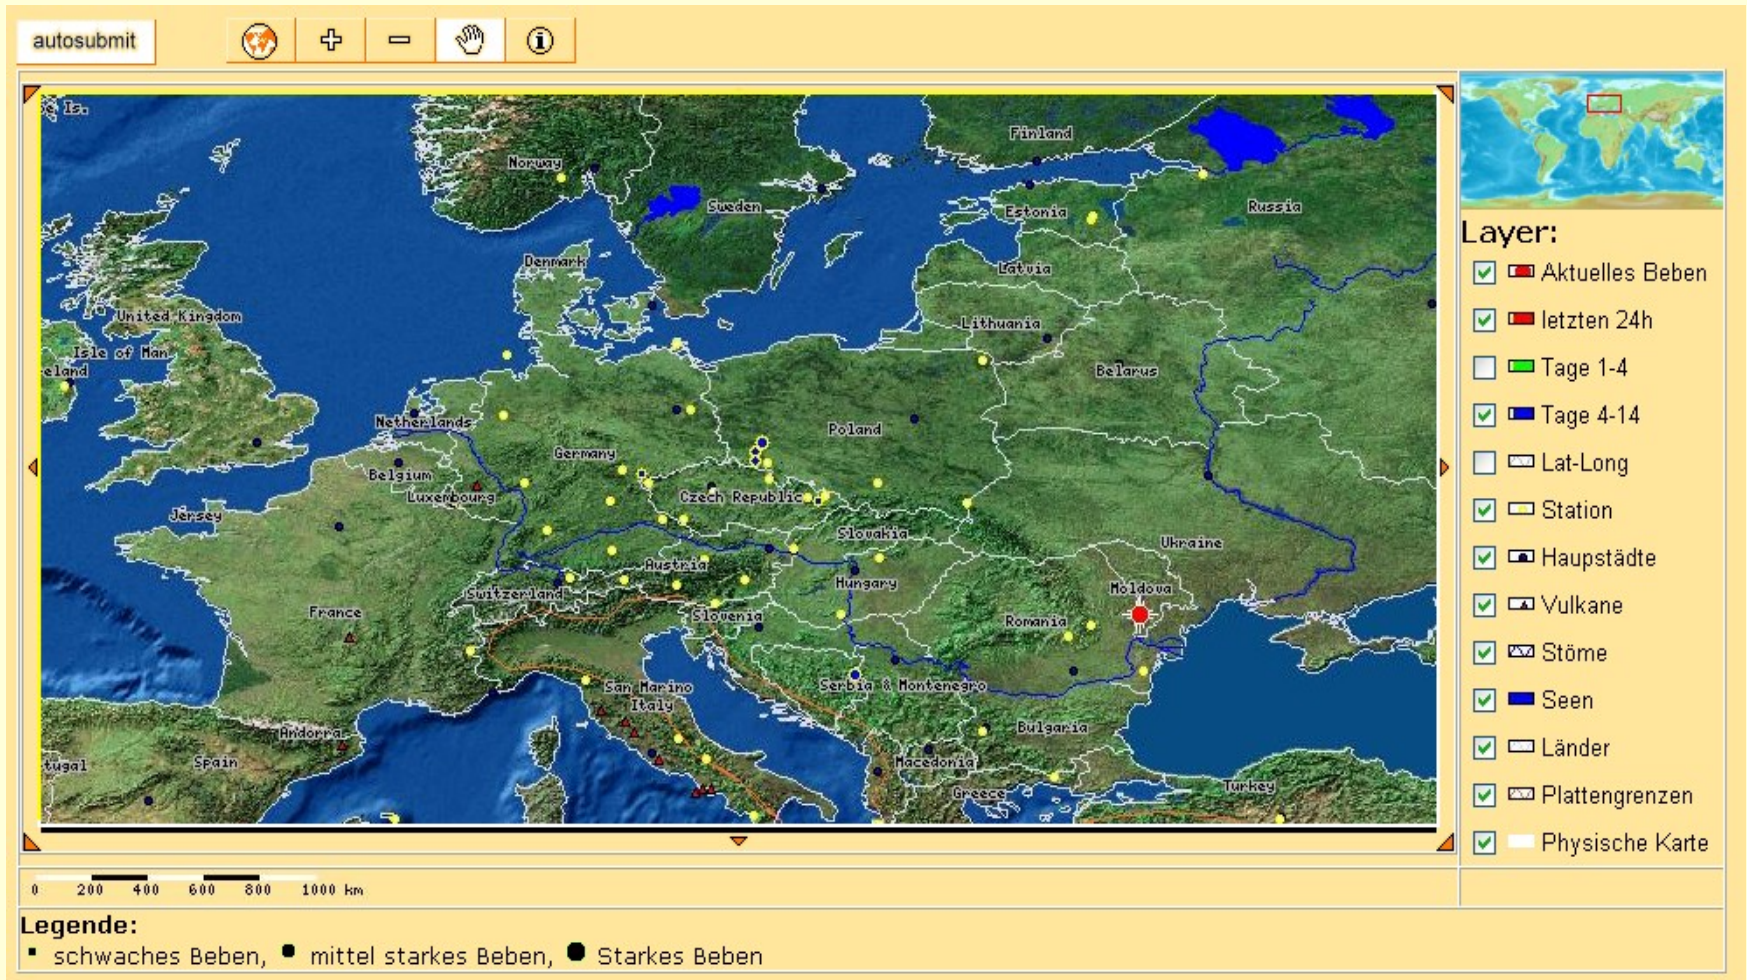 autosubmit
Is.
Finland
Norway
Sweden
Estonia
Russia
Denmark
Latvia
United Kingdom
Lithuania
Isle of Man
eland
Belarus
Netherlands
Poland
Germany
Belgium
Luxembourg
Czech Republic
Jersey
Slovakia
Ukraine
Austria
Hungary
Moldova
Switzerland
France
Slovenia
Romania
San Marino
Serbia & Montenegro
Italy
Andorra
Bulgaria
tugal
Spain
Macedonia
Greece
Turkey
Layer:
Aktuelles Beben
letzten 24h
Tage 1-4
Tage 4-14
Lat-Long
Station
Haupstädte
Vulkane
Stöme
Seen
Länder
Plattengrenzen
Physische Karte
0 200 400 600 800 1000 km
Legende:
schwaches Beben, mittel starkes Beben, Starkes Beben